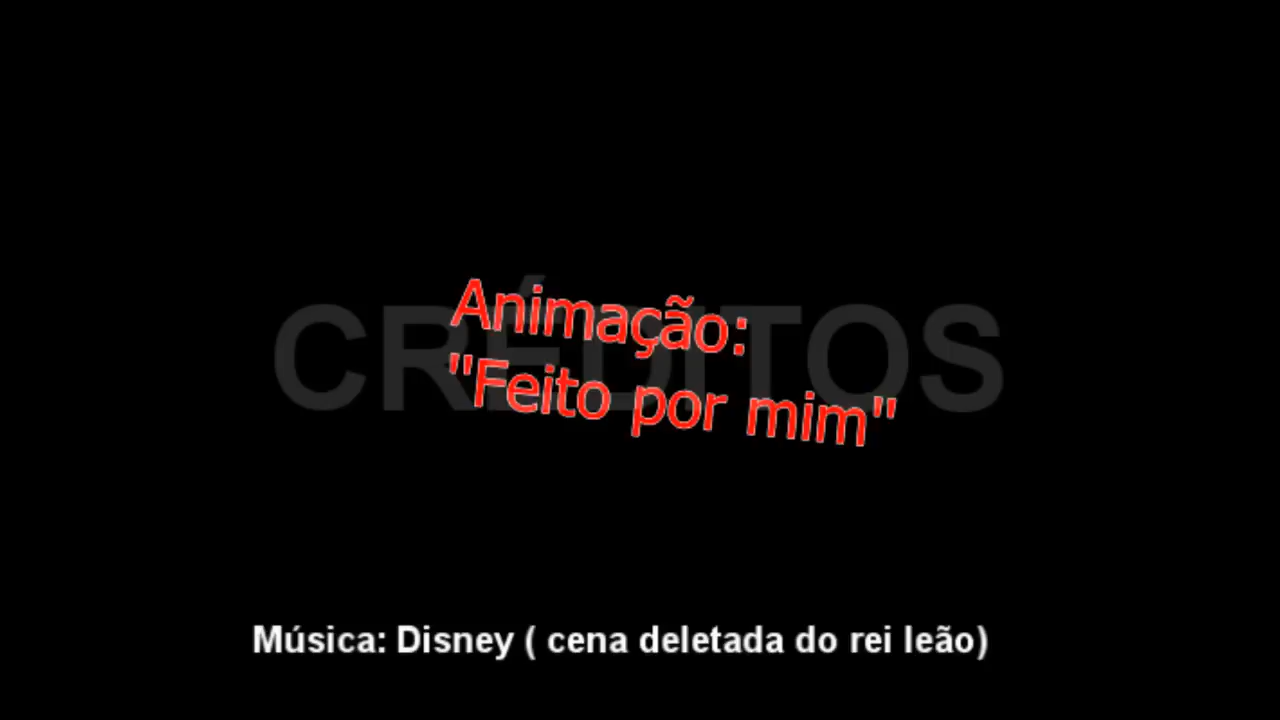 CRÉDITOS
Animação:
"Feito por mim"
Música: Disney ( cena deletada do rei leão)